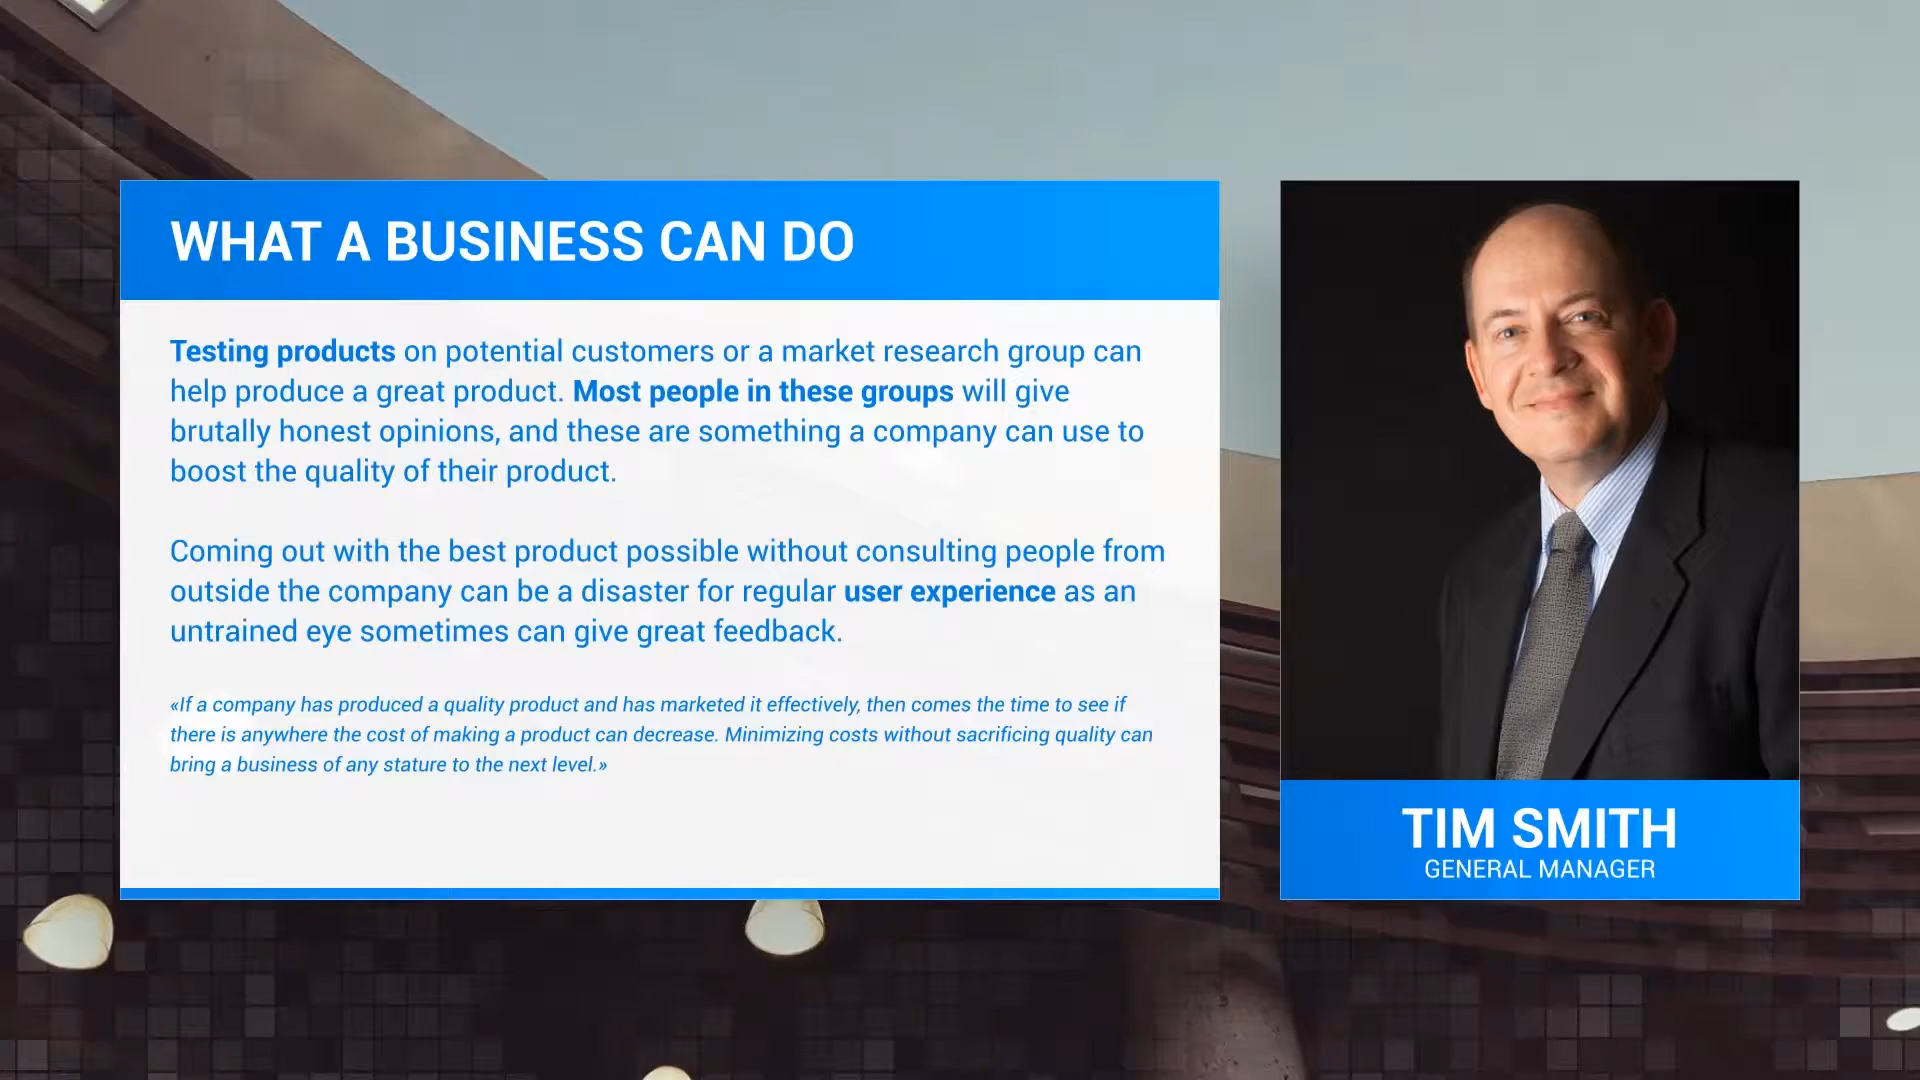 WHAT A BUSINESS CAN DO
Testing products on potential customers or a market research group can
help produce a great product. Most people in these groups will give
brutally honest opinions, and these are something a company can use to
boost the quality of their product.
Coming out with the best product possible without consulting people from
outside the company can be a disaster for regular user experience as an
untrained eye sometimes can give great feedback.
«If a company has produced a quality product and has marketed it effectively, then comes the time to see if
there is anywhere the cost of making a product can decrease. Minimizing costs without sacrificing quality can
bring a business of any stature to the next level.»
TIM SMITH
GENERAL MANAGER